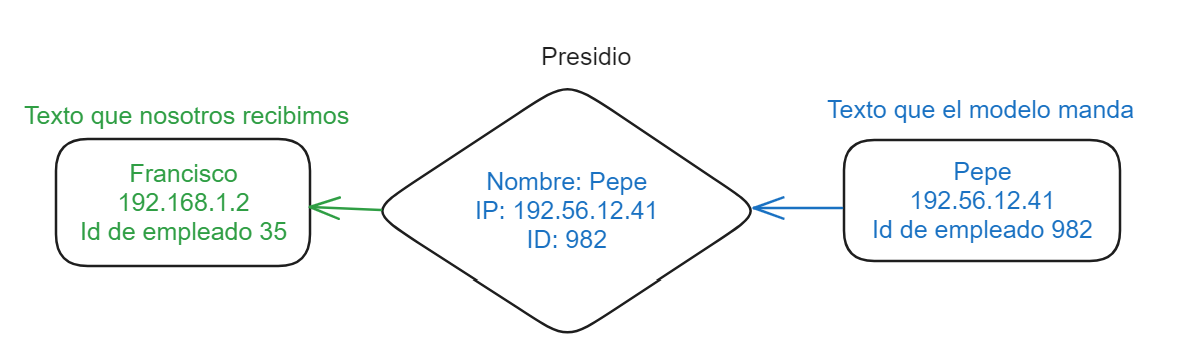 Presidio
Texto que nosotros recibimos
Francisco
192.168.1.2
Id de empleado 35
Nombre: Pepe
IP: 192.56.12.41
ID: 982
Texto que el modelo manda
Pepe
192.56.12.41
Id de empleado 982